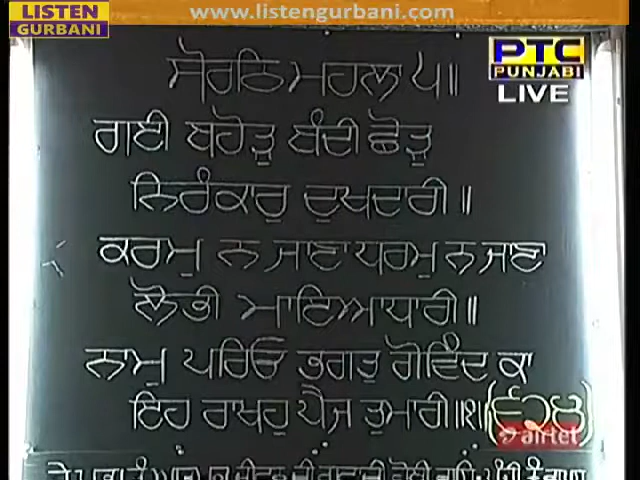 www.listengurbani.com
LISTEN
GURBANI
PTC
PUNJABI
LIVE
ਸੋਰਠਿ ਮਹਲਾ ੫॥
ਗਈ ਬਹੋੜੁ ਬੰਦੀ ਛੋੜੁ
ਨਿਰੰਕਾਰੁ ਦੁਖਦਾਰੀ॥
ਕਰਮੁ ਨ ਜਾਣਾ ਧਰਮੁ ਨ ਜਾਣਾ
ਲੋਭੀ ਮਾਇਆਧਾਰੀ॥
ਨਾਮੁ ਪਰਿਓ ਭਗਤੁ ਗੋਵਿੰਦ ਕਾ
ਇਹ ਰਾਖਹੁ ਪੈਜ ਤੁਮਾਰੀ॥੧॥(੬੨੪)
airtel